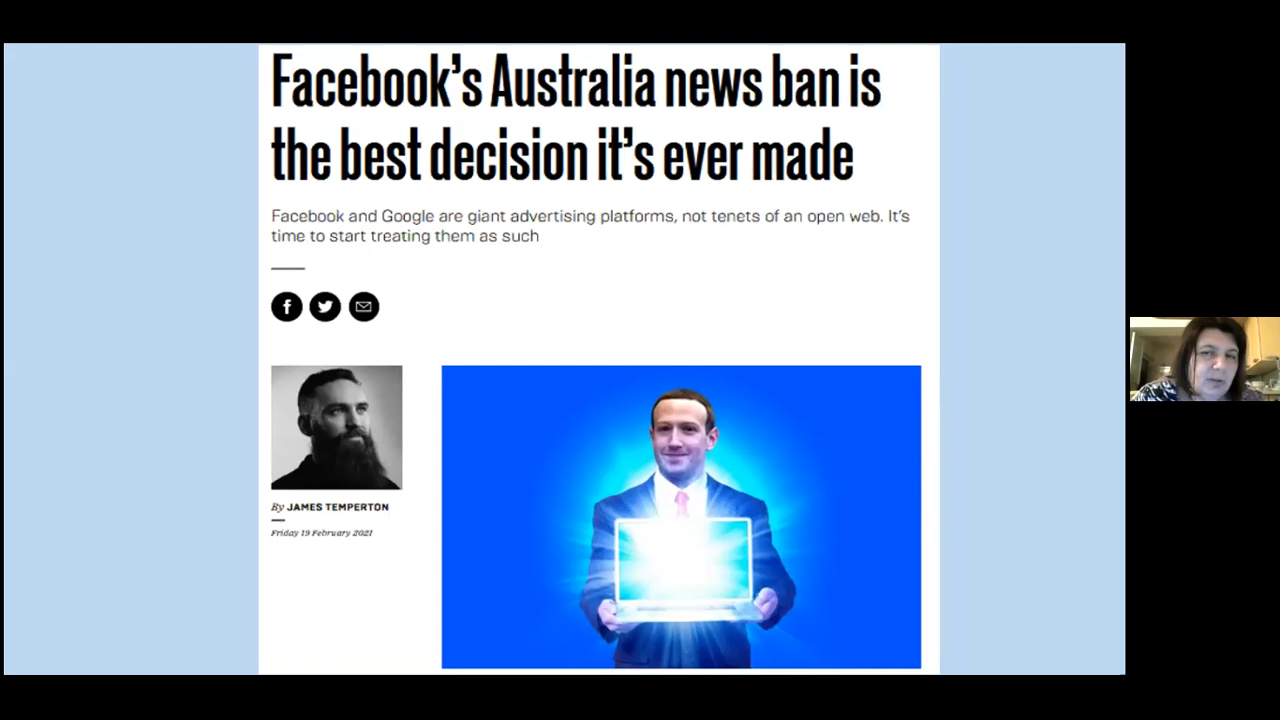 Facebook’s Australia news ban is
the best decision it’s ever made
Facebook and Google are giant advertising platforms, not tenets of an open web. It’s
time to start treating them as such
By JAMES TEMPERTON
Friday 19 February 2021